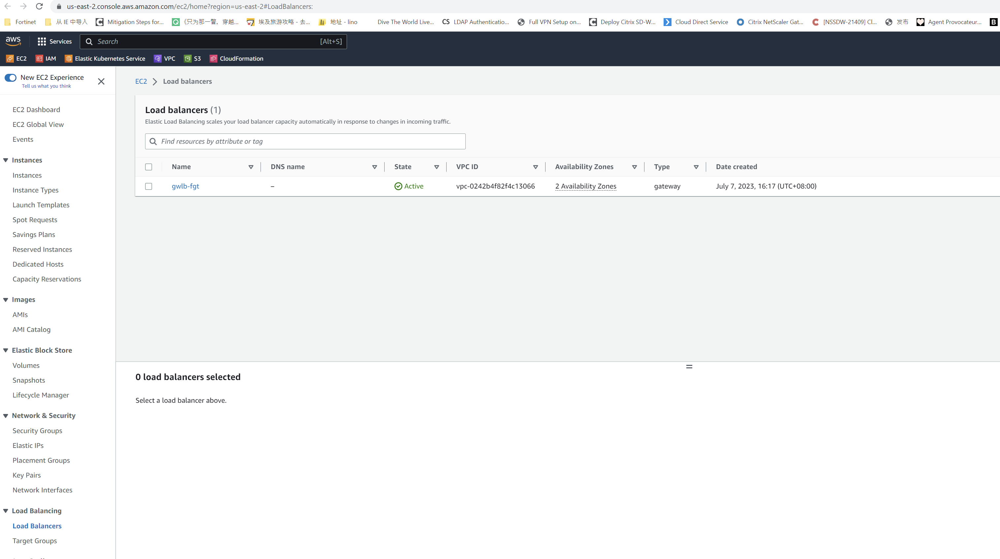 us-east-2.console.aws.amazon.com/ec2/home?region=us-east-2#LoadBalancers:
Fortinet 从 IE 中导入 Mitigation Steps for... 《只为那一瞥，穿越... 埃及旅游攻略 - 去... li 地址 - lino Dive The World Live... CS LDAP Authenticatio... Full VPN Setup on... Deploy Citrix SD-W... Cloud Direct Service Citrix NetScaler Gat... [NSSDW-21409] Cl... 发布 Agent Provocateur... B
aws Services Search [Alt+S]
EC2 IAM Elastic Kubernetes Service VPC S3 CloudFormation
New EC2 Experience
Tell us what you think
EC2 Dashboard
EC2 Global View
Events
Instances
Instances
Instance Types
Launch Templates
Spot Requests
Savings Plans
Reserved Instances
Dedicated Hosts
Capacity Reservations
Images
AMIs
AMI Catalog
Elastic Block Store
Volumes
Snapshots
Lifecycle Manager
Network & Security
Security Groups
Elastic IPs
Placement Groups
Key Pairs
Network Interfaces
Load Balancing
Load Balancers
Target Groups
EC2 Load balancers
Load balancers (1)
Elastic Load Balancing scales your load balancer capacity automatically in response to changes in incoming traffic.
Find resources by attribute or tag
Name DNS name State VPC ID Availability Zones Type Date created
gwlb-fgt – Active vpc-0242b4f82f4c13066 2 Availability Zones gateway July 7, 2023, 16:17 (UTC+08:00)
0 load balancers selected
Select a load balancer above.